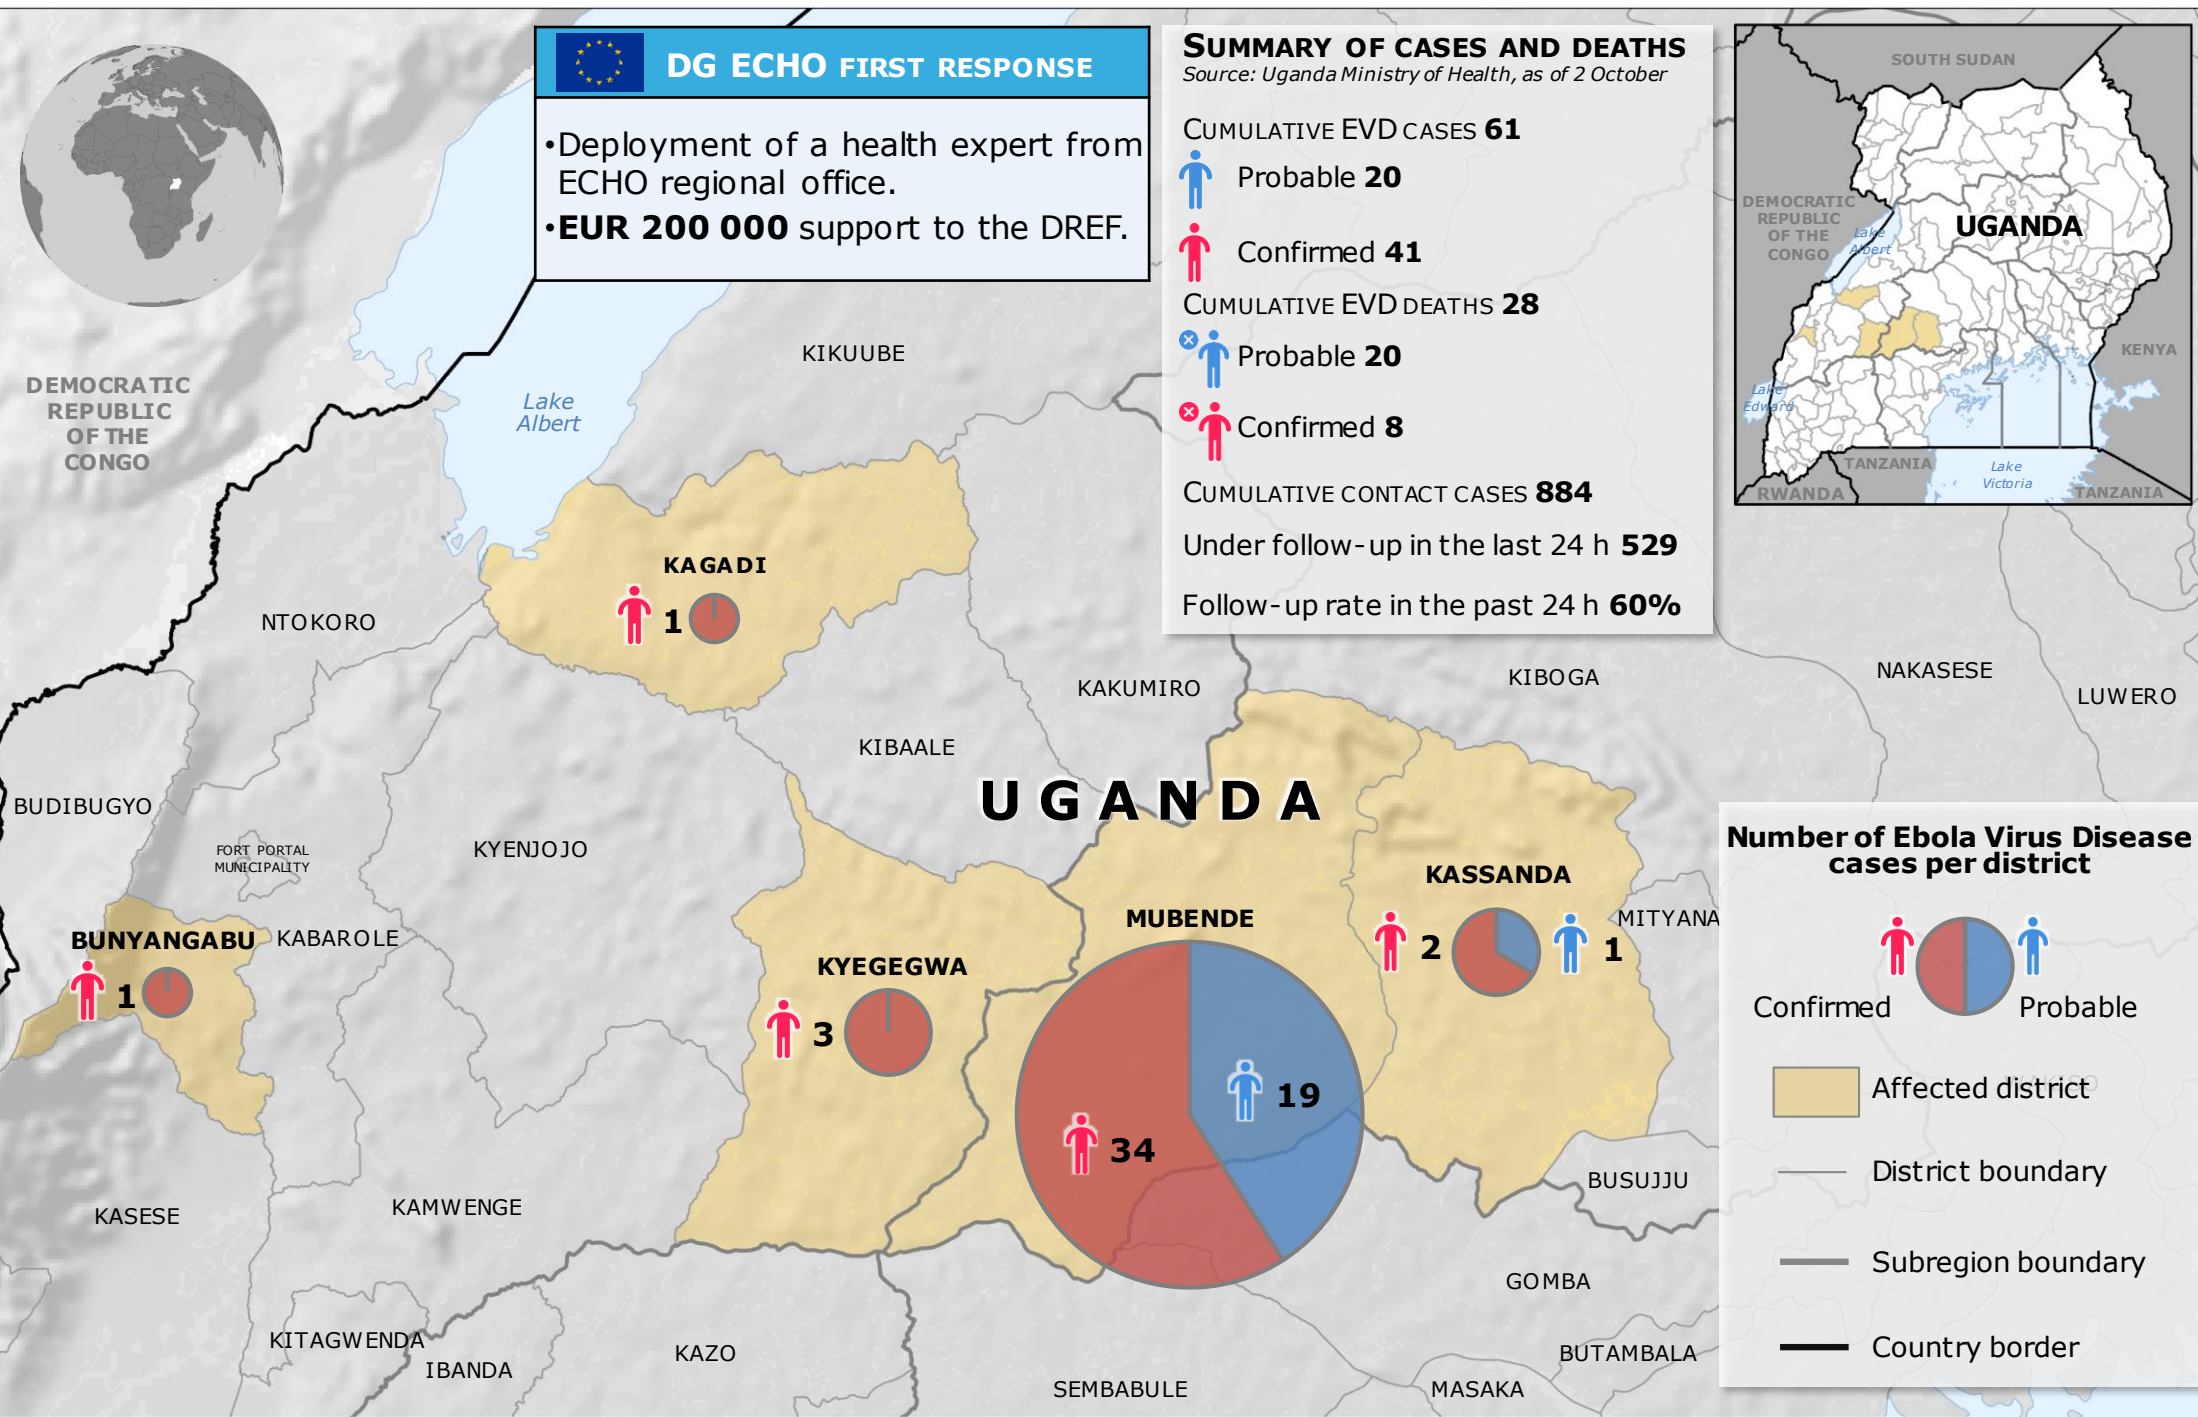 DG ECHO FIRST RESPONSE
•Deployment of a health expert from
ECHO regional office.
•EUR 200 000 support to the DREF.
SUMMARY OF CASES AND DEATHS
Source: Uganda Ministry of Health, as of 2 October
CUMULATIVE EVD CASES 61
Probable 20
Confirmed 41
CUMULATIVE EVD DEATHS 28
Probable 20
Confirmed 8
CUMULATIVE CONTACT CASES 884
Under follow-up in the last 24 h 529
Follow-up rate in the past 24 h 60%
SOUTH SUDAN
DEMOCRATIC
REPUBLIC
OF THE
CONGO
Lake
Albert
UGANDA
KENYA
Lake
Edward
TANZANIA
Lake
Victoria
RWANDA
TANZANIA
DEMOCRATIC
REPUBLIC
OF THE
CONGO
Lake
Albert
KIKUUBE
KAGADI
1
NTOKORO
KAKUMIRO
KIBOGA
NAKASESE
LUWERO
KIBAALE
UGANDA
BUDIBUGYO
FORT PORTAL
MUNICIPALITY
KYENJOJO
KASSANDA
2
1
MITYANA
MUBENDE
34
19
BUNYANGABU
1
KABAROLE
KYEGEGWA
3
KASESE
KAMWENGE
BUSUJJU
GOMBA
KITAGWENDA
IBANDA
KAZO
BUTAMBALA
SEMBABULE
MASAKA
Number of Ebola Virus Disease
cases per district
Confirmed
Probable
Affected district
District boundary
Subregion boundary
Country border